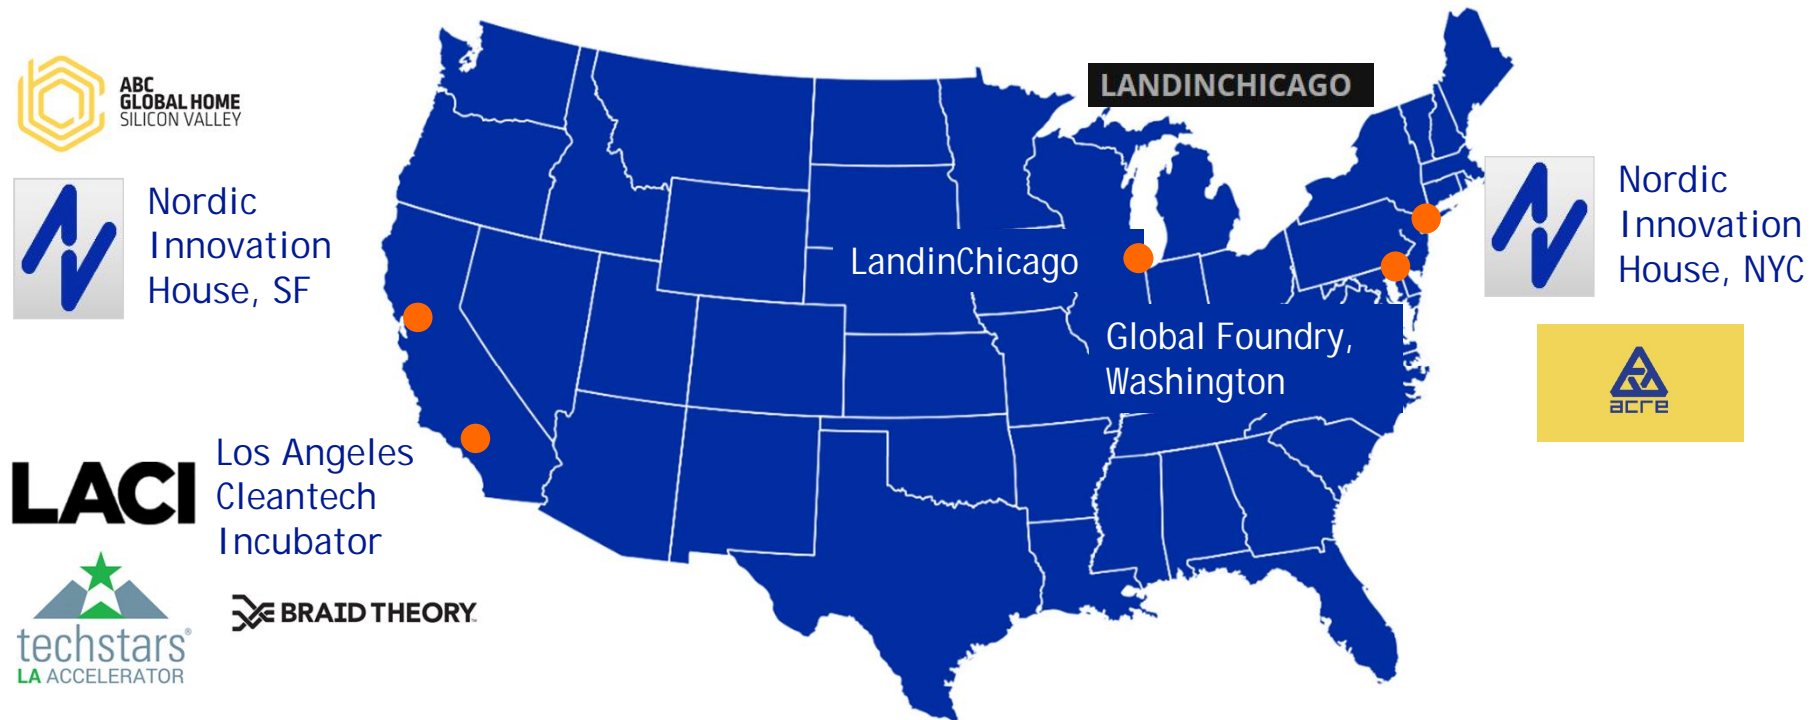 ABC
GLOBAL HOME
SILICON VALLEY
Nordic
Innovation
House, SF
LANDINCHICAGO
LandinChicago
Global Foundry,
Washington
Nordic
Innovation
House, NYC
acre
LACI
Los Angeles
Cleantech
Incubator
techstars®
LA ACCELERATOR
BRAID THEORY